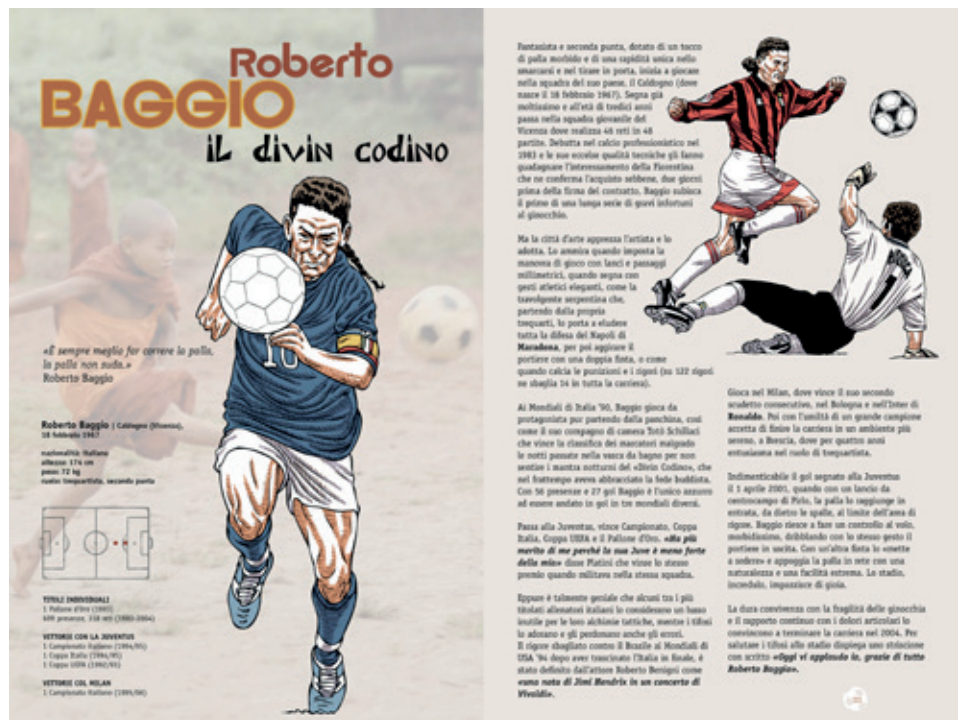 Roberto
BAGGIO
il divin codino
«È sempre meglio far correre la palla,
la palla non suda.»
Roberto Baggio
Roberto Baggio | Caldogno (Vicenza),
18 febbraio 1967
nazionalità: italiana
altezza: 174 cm
peso: 72 kg
ruolo: trequartista, seconda punta
TITOLI INDIVIDUALI
1 Pallone d'Oro (1993)
VITTORIE CON LA JUVENTUS
1 Campionato italiano (1994/95)
1 Coppa Italia (1994/95)
1 Coppa UEFA (1992/93)
VITTORIE COL MILAN
1 Campionato italiano (1995/96)
10
Fantasista e seconda punta, dotato di un tocco
di palla morbido e di una rapidità unica nello
smarcarsi e nel tirare in porta, inizia a giocare
nella squadra del suo paese, il Caldogno (dove
nasce il 18 febbraio 1967). Segna già
moltissimo e all'età di tredici anni
passa nella squadra giovanile del
Vicenza dove realizza 46 reti in 48
partite. Debutta nel calcio professionistico nel
1983 e le sue eccelse qualità tecniche gli fanno
guadagnare l'interessamento della Fiorentina
che ne conferma l'acquisto sebbene, due giorni
prima della firma del contratto, Baggio subisca
il primo di una lunga serie di gravi infortuni
al ginocchio.
Ma la città d'arte apprezza l'artista e lo
adotta. Lo ammira quando imposta la
manovra di gioco con lanci e passaggi
millimetrici, quando segna con
gesti atletici eleganti, come la
travolgente serpentina che,
partendo dalla propria
trequarti, lo porta a eludere
tutta la difesa del Napoli di
Maradona, per poi aggirare il
portiere con una doppia finta, o come
quando calcia le punizioni e i rigori (su 122 rigori
ne sbaglia 14 in tutta la carriera).
Ai Mondiali di Italia '90, Baggio gioca da
protagonista pur partendo dalla panchina, così
come il suo compagno di camera Totò Schillaci
che vince la classifica dei marcatori malgrado
le notti passate nella vasca da bagno per non
sentire i mantra notturni del «Divin Codino», che
nel frattempo aveva abbracciato la fede buddista.
Con 56 presenze e 27 gol Baggio è l'unico azzurro
ad essere andato in gol in tre mondiali diversi.
Passa alla Juventus, vince Campionato, Coppa
Italia, Coppa UEFA e il Pallone d'Oro. «Ha più
merito di me perché la sua Juve è meno forte
della mia» disse Platini che vinse lo stesso
premio quando militava nella stessa squadra.
Eppure è talmente geniale che alcuni tra i più
titolati allenatori italiani lo considerano un lusso
inutile per le loro alchimie tattiche, mentre i tifosi
lo adorano e gli perdonano anche gli errori.
Il rigore sbagliato contro il Brasile ai Mondiali di
USA '94 dopo aver trascinato l'Italia in finale, è
stato definito dall'attore Roberto Benigni come
«una nota di Jimi Hendrix in un concerto di
Vivaldi».
1
Gioca nel Milan, dove vince il suo secondo
scudetto consecutivo, nel Bologna e nell'Inter di
Ronaldo. Poi con l'umiltà di un grande campione
accetta di finire la carriera in un ambiente più
sereno, a Brescia, dove per quattro anni
entusiasma nel ruolo di trequartista.
Indimenticabile il gol segnato alla Juventus
il 1 aprile 2001, quando con un lancio da
centrocampo di Pirlo, la palla lo raggiunge in
entrata, da dietro le spalle, al limite dell'area di
rigore. Baggio riesce a fare un controllo al volo,
morbidissimo, dribblando con lo stesso gesto il
portiere in uscita. Con un'altra finta lo «mette
a sedere» e appoggia la palla in rete con una
naturalezza e una facilità estrema. Lo stadio,
incredulo, impazzisce di gioia.
La dura convivenza con la fragilità delle ginocchia
e il rapporto continuo con i dolori articolari lo
convincono a terminare la carriera nel 2004. Per
salutare i tifosi allo stadio dispiega uno striscione
con scritto «Oggi vi applaudo io, grazie di tutto
Roberto Baggio».